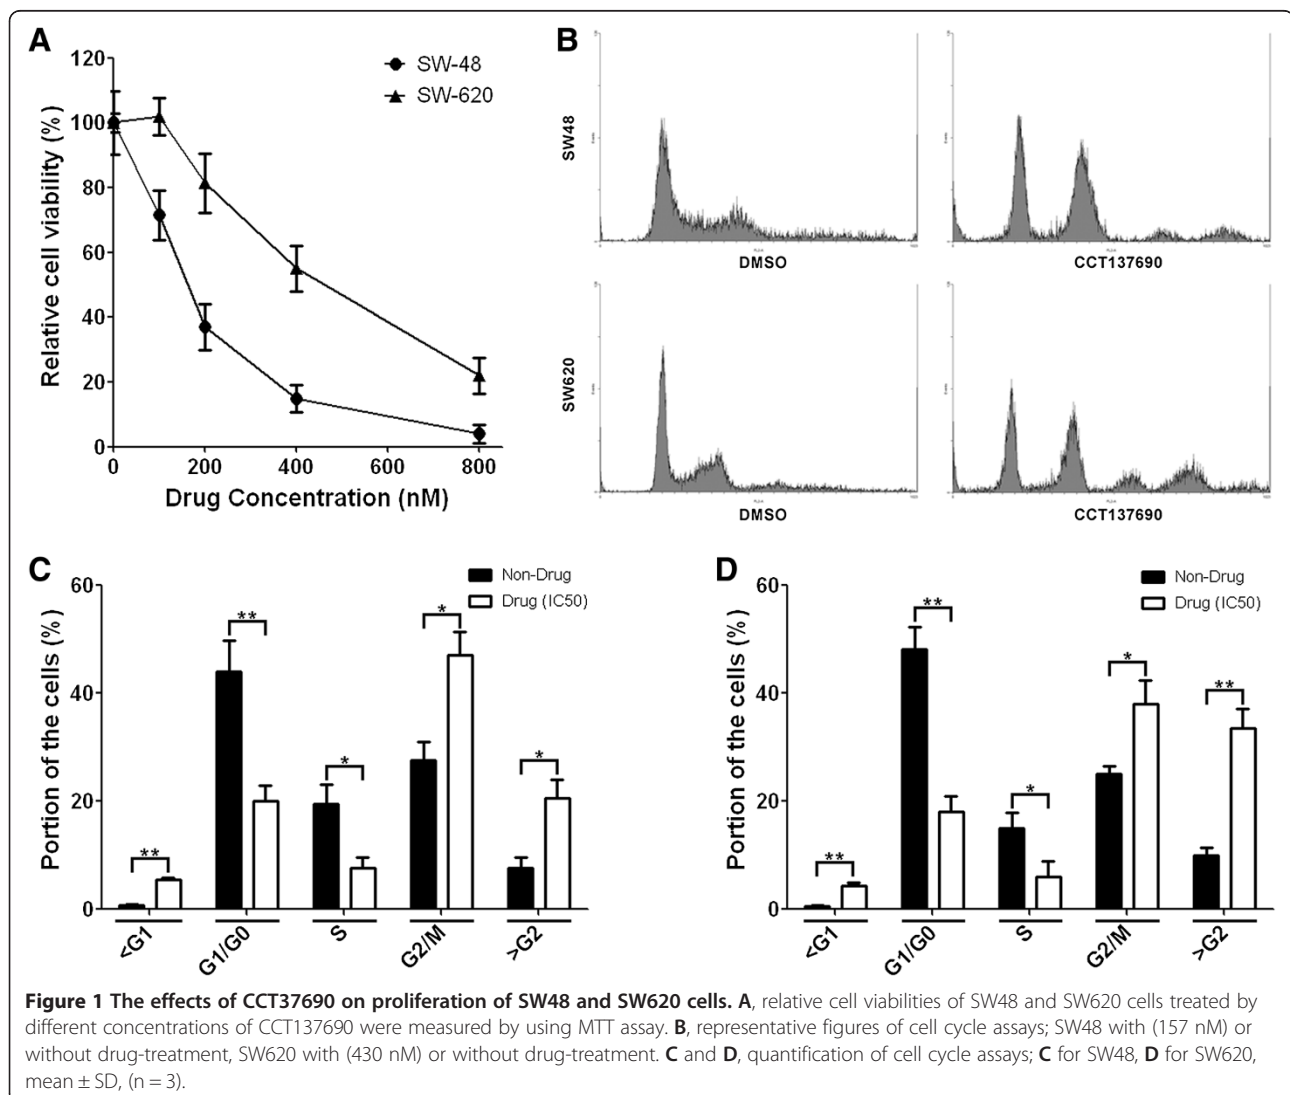 A
120
100
80
60
40
20
0
Relative cell viability (%)
SW-48
SW-620
0 200 400 600 800
Drug Concentration (nM)
B
SW48
DMSO
CCT137690
SW620
DMSO
CCT137690
C
60
40
20
0
Portion of the cells (%)
Non-Drug
Drug (IC50)
**
**
*
*
*
<G1 G1/G0 S G2/M >G2
D
60
40
20
0
Portion of the cells (%)
Non-Drug
Drug (IC50)
**
**
*
*
**
<G1 G1/G0 S G2/M >G2
Figure 1 The effects of CCT37690 on proliferation of SW48 and SW620 cells. A, relative cell viabilities of SW48 and SW620 cells treated by
different concentrations of CCT137690 were measured by using MTT assay. B, representative figures of cell cycle assays; SW48 with (157 nM) or
without drug-treatment, SW620 with (430 nM) or without drug-treatment. C and D, quantification of cell cycle assays; C for SW48, D for SW620,
mean ± SD, (n = 3).